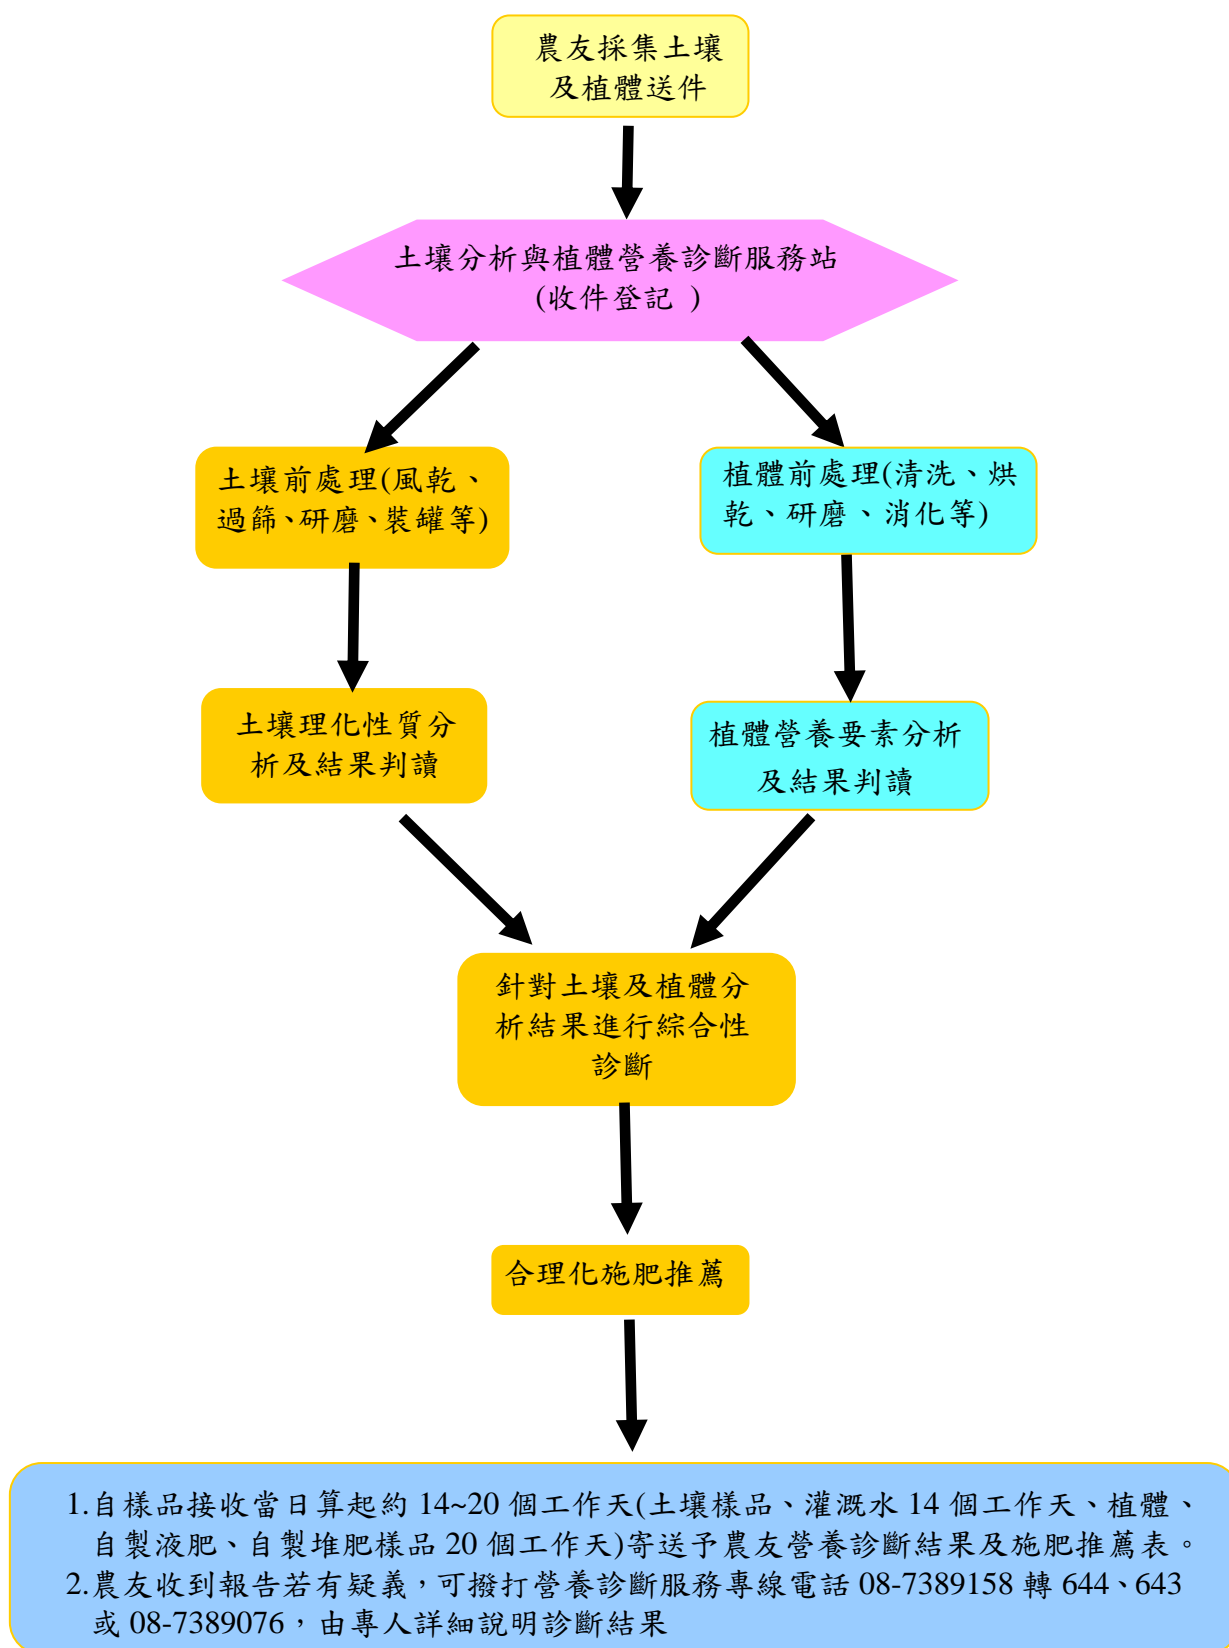 農友採集土壤
及植體送件
土壤分析與植體營養診斷服務站
(收件登記 )
土壤前處理(風乾、
過篩、研磨、裝罐等)
植體前處理(清洗、烘
乾、研磨、消化等)
土壤理化性質分
析及結果判讀
植體營養要素分析
及結果判讀
針對土壤及植體分
析結果進行綜合性
診斷
合理化施肥推薦
1.自樣品接收當日算起約 14~20 個工作天(土壤樣品、灌溉水 14 個工作天、植體、
自製液肥、自製堆肥樣品 20 個工作天)寄送予農友營養診斷結果及施肥推薦表。
2.農友收到報告若有疑義，可撥打營養診斷服務專線電話 08-7389158 轉 644、643
或 08-7389076，由專人詳細說明診斷結果